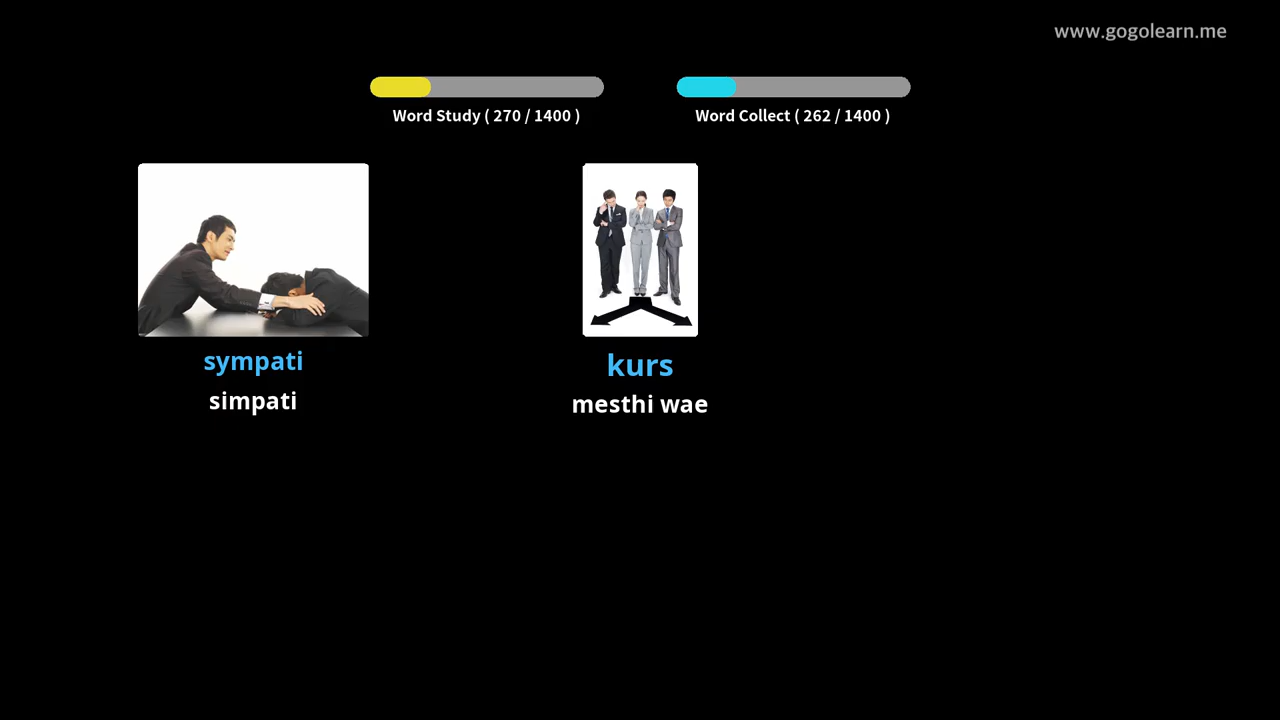 www.gogolearn.me
Word Study ( 270 / 1400 )
Word Collect ( 262 / 1400 )
sympati
simpati
kurs
mesthi wae